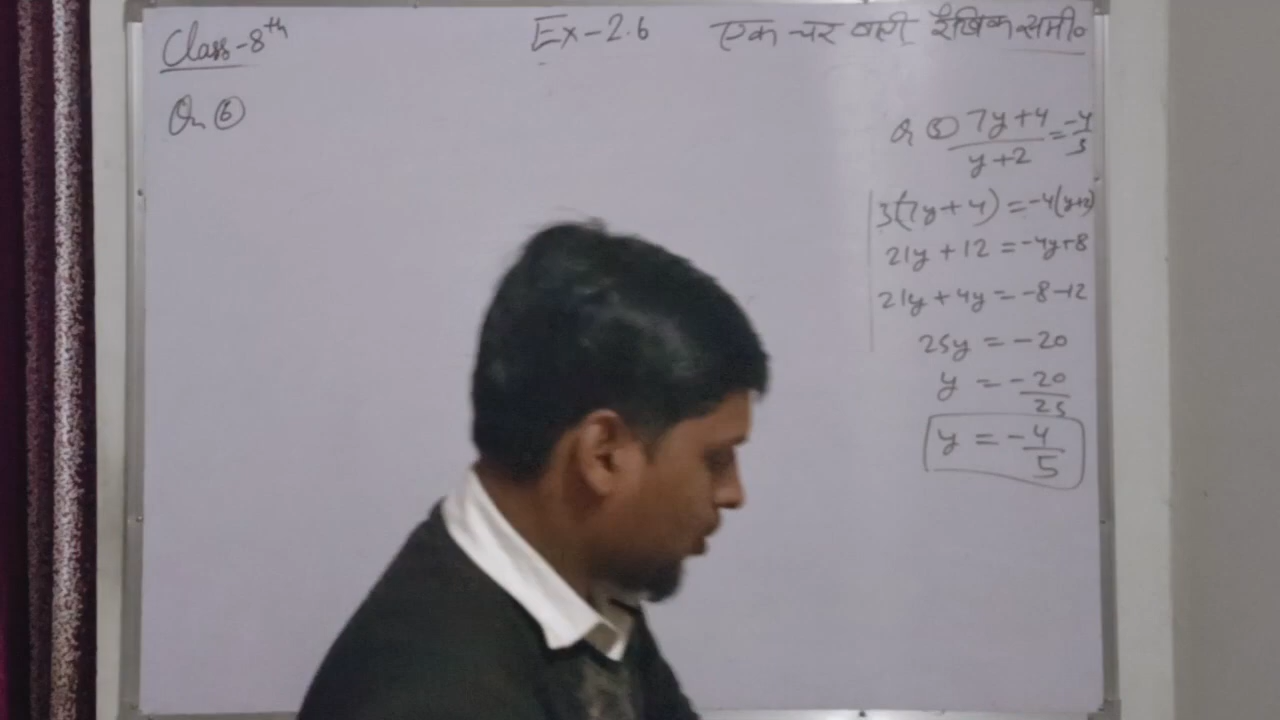 Class-8th
Ex-2.6 एक चर वाले रैखिक समी०
Qn ⑥
Q ⑤ 7y+4/y+2 = -4/3
3(7y+4) = -4(y+2)
21y + 12 = -4y+8
21y + 4y = -8-12
25y = -20
y = -20/25
y = -4/5